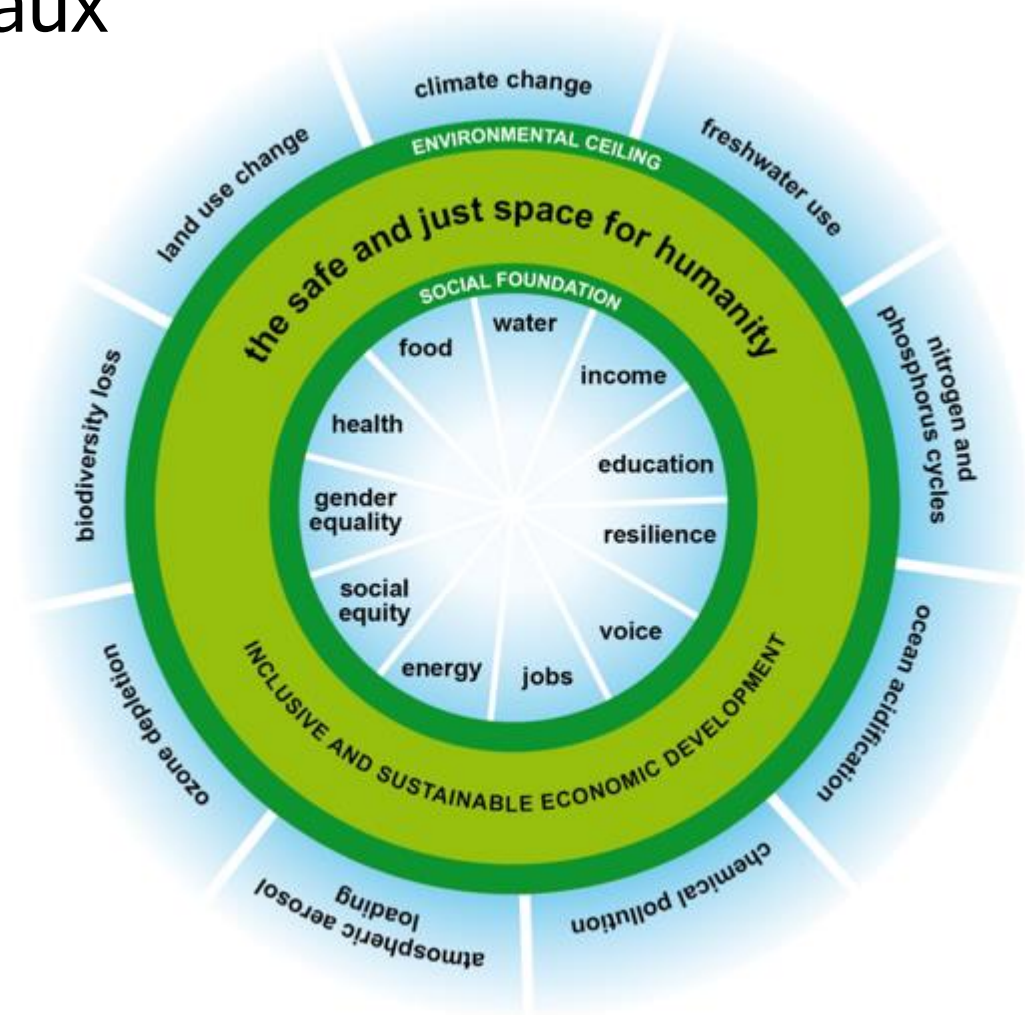 aux
climate change
freshwater use
nitrogen and
phosphorus cycles
ocean acidification
chemical pollution
atmospheric aerosol
loading
ozone depletion
biodiversity loss
land use change
ENVIRONMENTAL CEILING
the safe and just space for humanity
SOCIAL FOUNDATION
water
income
education
resilience
voice
jobs
energy
social
equity
gender
equality
health
food
INCLUSIVE AND SUSTAINABLE ECONOMIC DEVELOPMENT